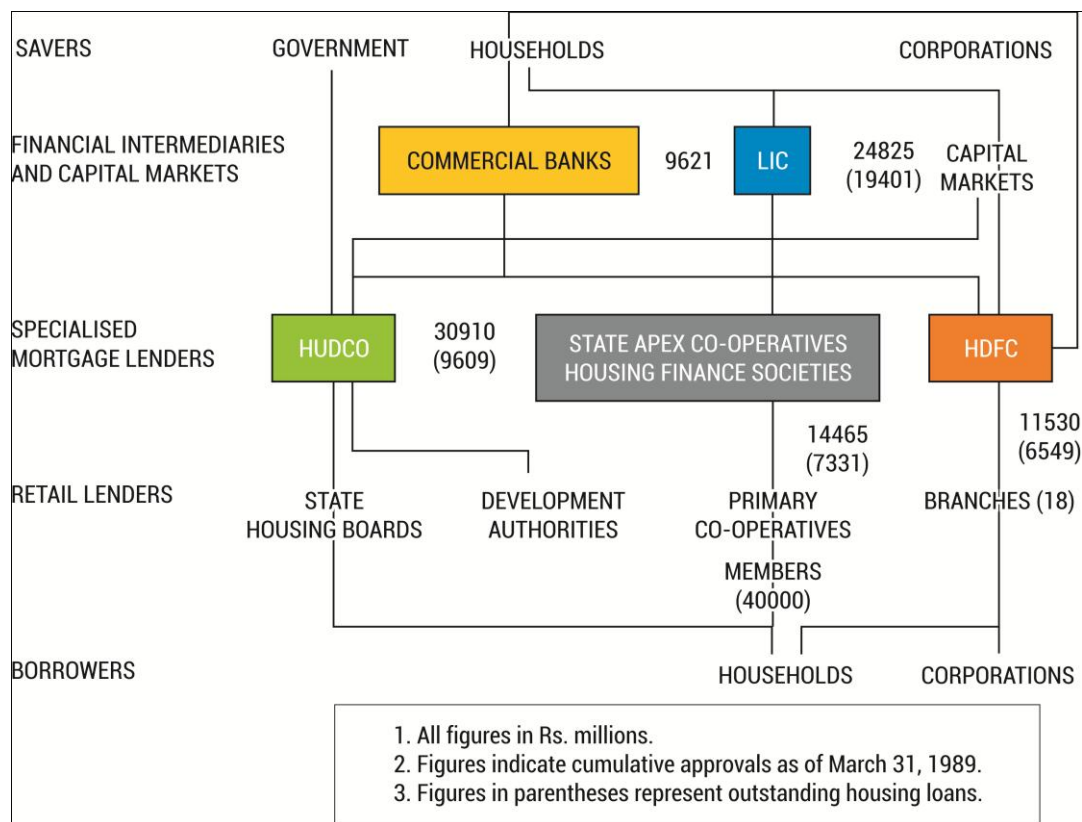 SAVERS
GOVERNMENT
HOUSEHOLDS
CORPORATIONS
FINANCIAL INTERMEDIARIES
AND CAPITAL MARKETS
COMMERCIAL BANKS
9621
LIC
24825
(19401)
CAPITAL
MARKETS
SPECIALISED
MORTGAGE LENDERS
HUDCO
30910
(9609)
STATE APEX CO-OPERATIVES
HOUSING FINANCE SOCIETIES
HDFC
14465
(7331)
11530
(6549)
RETAIL LENDERS
STATE
HOUSING BOARDS
DEVELOPMENT
AUTHORITIES
PRIMARY
CO-OPERATIVES
BRANCHES (18)
MEMBERS
(40000)
BORROWERS
HOUSEHOLDS
CORPORATIONS
1. All figures in Rs. millions.
2. Figures indicate cumulative approvals as of March 31, 1989.
3. Figures in parentheses represent outstanding housing loans.